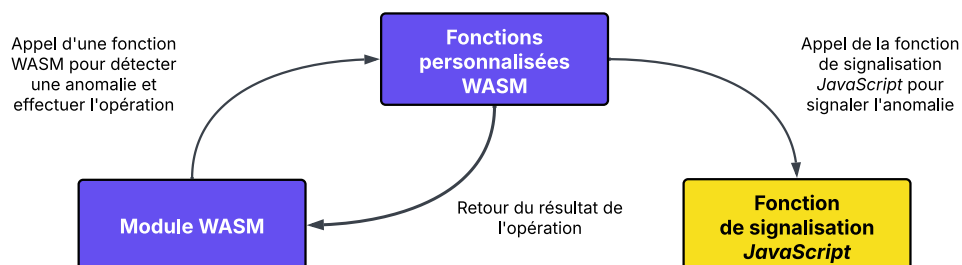 Appel d'une fonction
WASM pour détecter
une anomalie et
effectuer l'opération
Fonctions
personnalisées
WASM
Appel de la fonction
de signalisation
JavaScript pour
signaler l'anomalie
Module WASM
Retour du résultat de
l'opération
Fonction
de signalisation
JavaScript